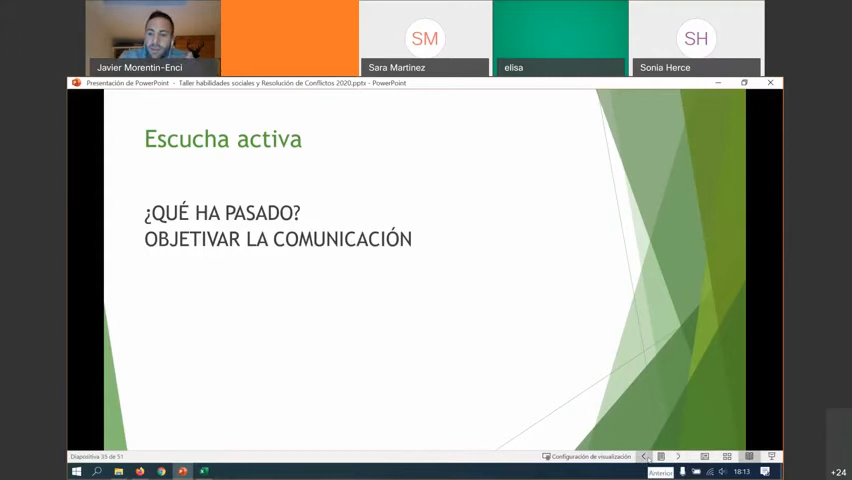 SM
SH
Javier Morentin-Enci
Sara Martinez
elisa
Sonia Herce
Presentación de PowerPoint - Taller habilidades sociales y Resolución de Conflictos 2020.pptx - PowerPoint
Escucha activa
¿QUÉ HA PASADO?
OBJETIVAR LA COMUNICACIÓN
Diapositiva 33 de 51
Configuración de visualización
Anterior
18:13
+24